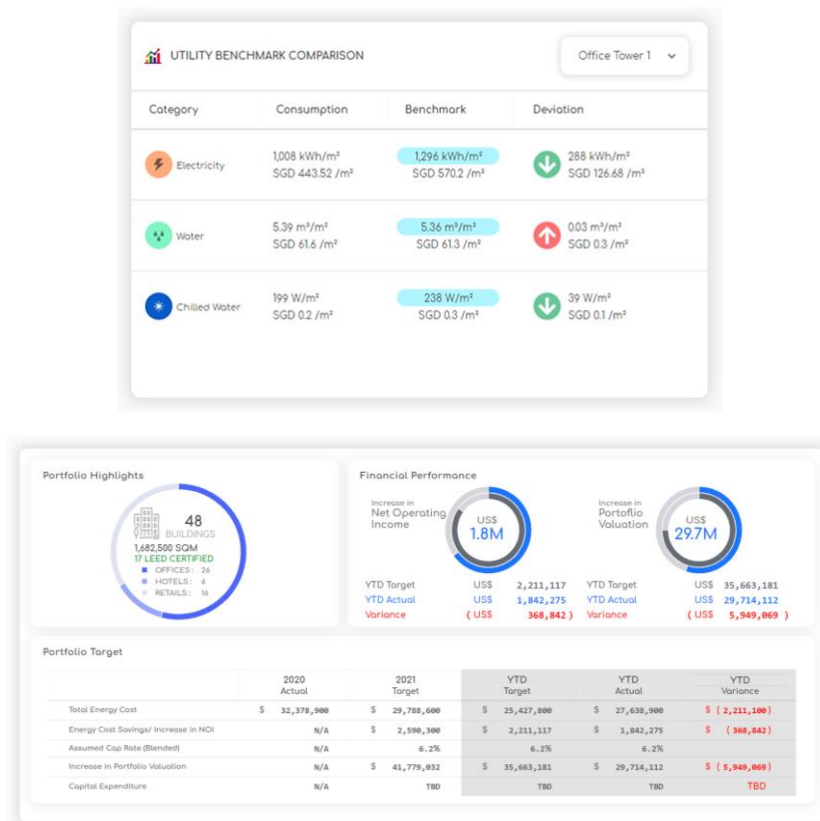 UTILITY BENCHMARK COMPARISON
Office Tower 1
Category Consumption Benchmark Deviation
Electricity 1,008 kWh/m² 1,296 kWh/m² 288 kWh/m²
SGD 443.52 /m² SGD 570.2 /m² SGD 126.68 /m²
Water 5.39 m³/m² 5.36 m³/m² 0.03 m³/m²
SGD 61.6 /m² SGD 61.3 /m² SGD 0.3 /m²
Chilled Water 199 W/m² 238 W/m² 39 W/m²
SGD 0.2 /m² SGD 0.3 /m² SGD 0.1 /m²
Portfolio Highlights
48
BUILDINGS
1,682,500 SQM
17 LEED CERTIFIED
OFFICES: 26
HOTELS: 6
RETAILS: 16
Financial Performance
Increase in
Net Operating
Income
US$
1.8M
YTD Target US$ 2,211,117
YTD Actual US$ 1,842,275
Variance ( US$ 368,842 )
Increase in
Portoflio
Valuation
US$
29.7M
YTD Target US$ 35,663,181
YTD Actual US$ 29,714,112
Variance ( US$ 5,949,069 )
Portfolio Target
2020 2021 YTD YTD YTD
Actual Target Target Actual Variance
Total Energy Cost $ 32,378,900 $ 29,788,600 $ 25,427,800 $ 27,638,900 $ ( 2,211,100)
Energy Cost Savings/ Increase in NOI N/A $ 2,590,300 $ 2,211,117 $ 1,842,275 $ ( 368,842)
Assumed Cap Rate (Blended) N/A 6.2% 6.2% 6.2%
Increase in Portfolio Valuation N/A $ 41,779,032 $ 35,663,181 $ 29,714,112 $ ( 5,949,069)
Capital Expenditure N/A TBD TBD TBD TBD